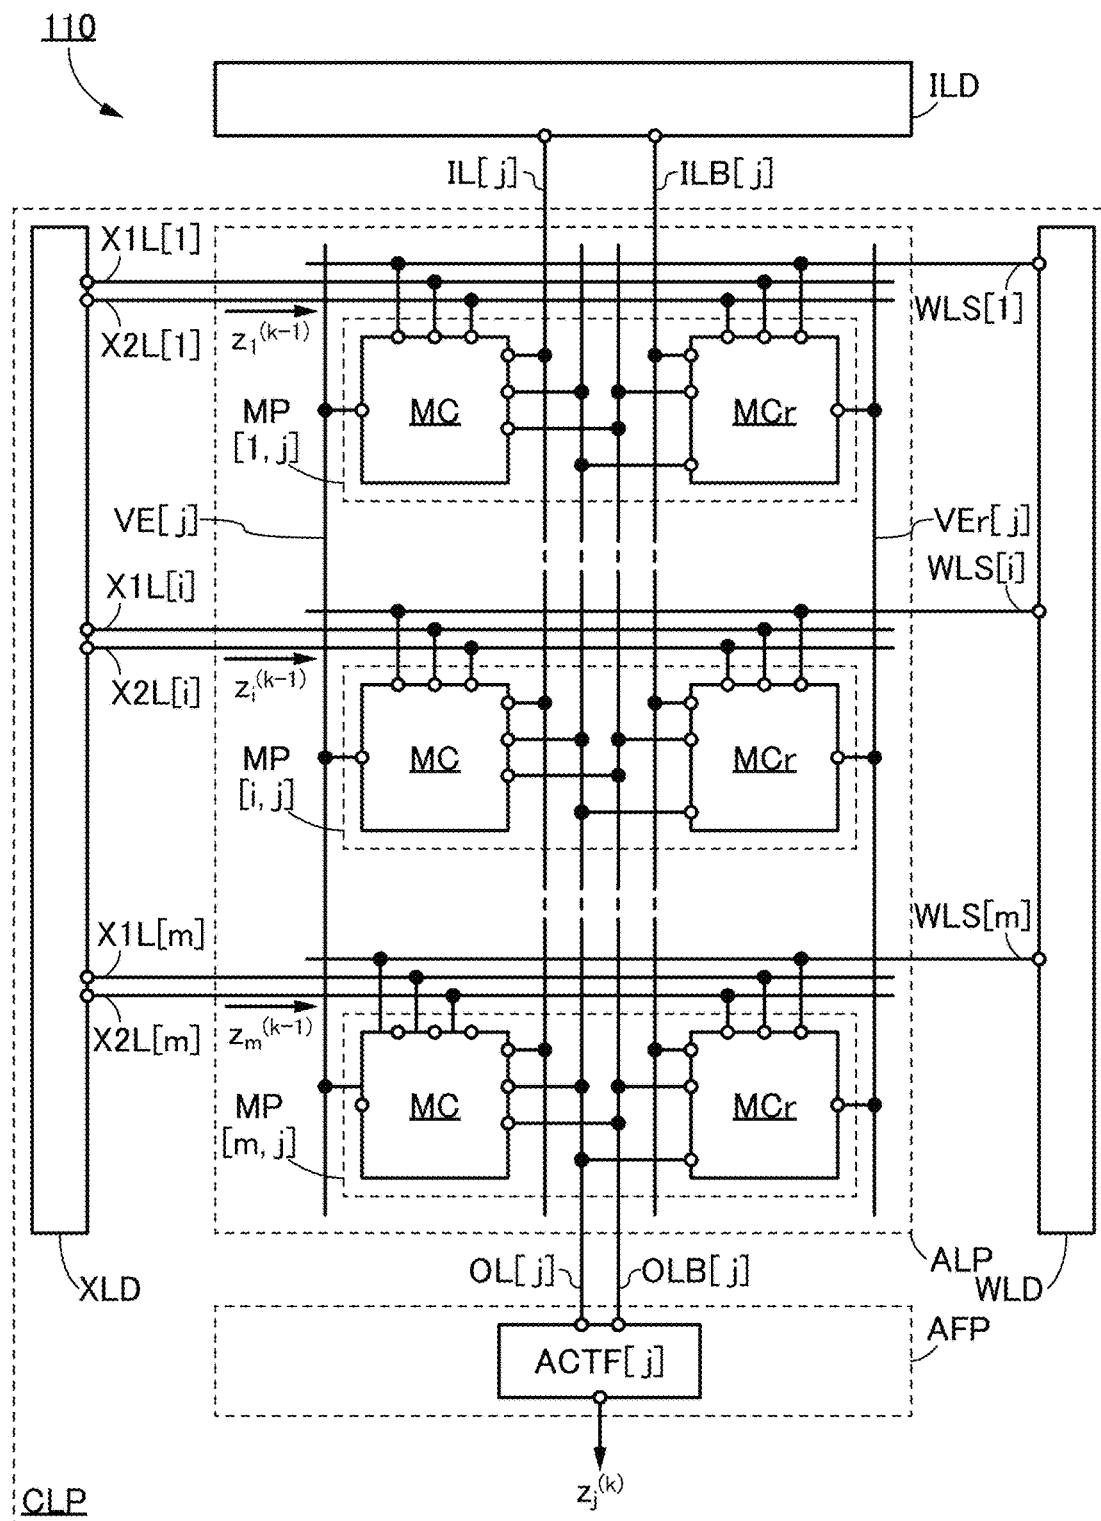 110
ILD
IL[j]
ILB[j]
X1L[1]
X2L[1]
z₁⁽ᵏ⁻¹⁾
WLS[1]
MP
[1, j]
MC
MCr
VE[j]
VEr[j]
X1L[i]
X2L[i]
zᵢ⁽ᵏ⁻¹⁾
WLS[i]
MP
[i, j]
MC
MCr
X1L[m]
X2L[m]
zₘ⁽ᵏ⁻¹⁾
WLS[m]
MP
[m, j]
MC
MCr
XLD
OL[j]
OLB[j]
ALP
WLD
ACTF[j]
AFP
zⱼ⁽ᵏ⁾
CLP